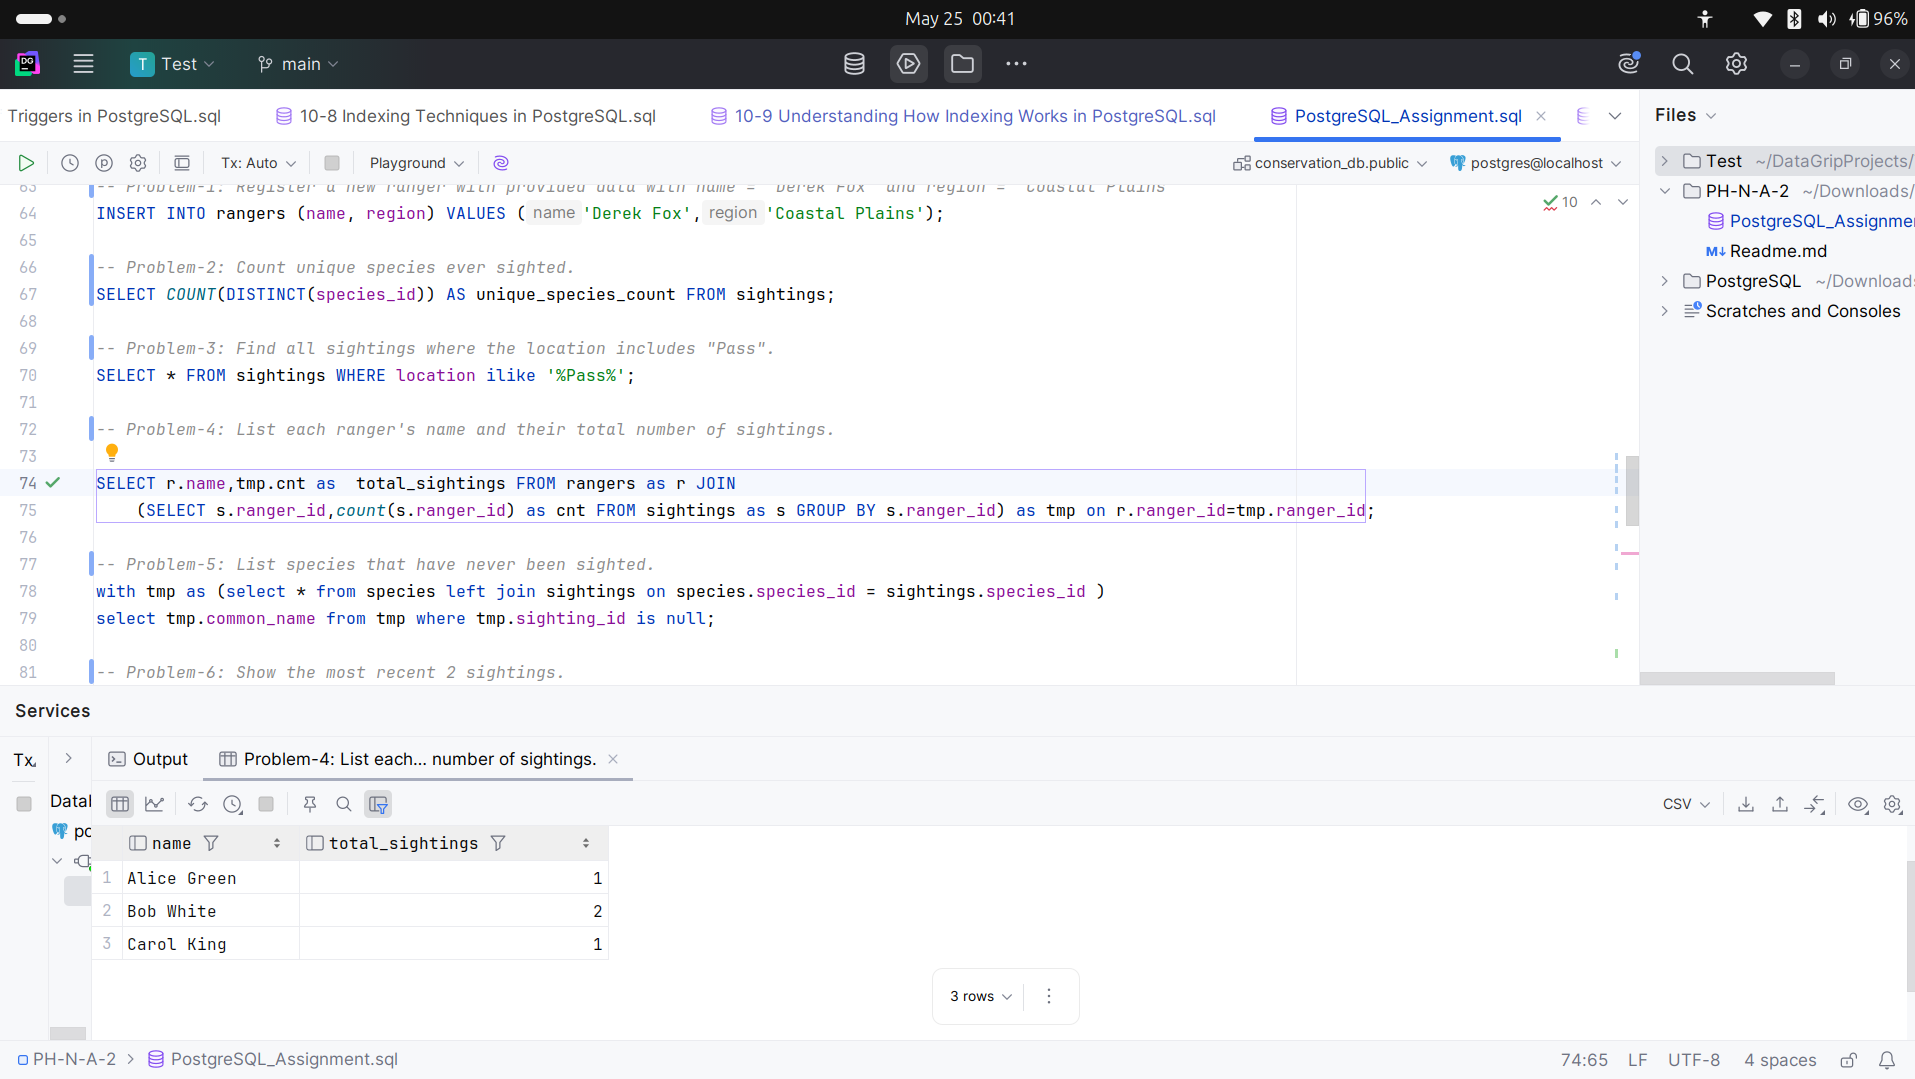 May 25 00:41
96%
DG
T Test
main
Triggers in PostgreSQL.sql
10-8 Indexing Techniques in PostgreSQL.sql
10-9 Understanding How Indexing Works in PostgreSQL.sql
PostgreSQL_Assignment.sql
Files
Tx: Auto
Playground
conservation_db.public
postgres@localhost
Test ~/DataGripProjects/
PH-N-A-2 ~/Downloads/
PostgreSQL_Assignme
Readme.md
PostgreSQL ~/Download
Scratches and Consoles
10
63 -- Problem-1: Register a new ranger with provided data with name = 'Derek Fox' and region = 'Coastal Plains'
64 INSERT INTO rangers (name, region) VALUES ( name 'Derek Fox', region 'Coastal Plains');
65
66 -- Problem-2: Count unique species ever sighted.
67 SELECT COUNT(DISTINCT(species_id)) AS unique_species_count FROM sightings;
68
69 -- Problem-3: Find all sightings where the location includes "Pass".
70 SELECT * FROM sightings WHERE location ilike '%Pass%';
71
72 -- Problem-4: List each ranger's name and their total number of sightings.
73
74 SELECT r.name,tmp.cnt as  total_sightings FROM rangers as r JOIN
75 (SELECT s.ranger_id,count(s.ranger_id) as cnt FROM sightings as s GROUP BY s.ranger_id) as tmp on r.ranger_id=tmp.ranger_id;
76
77 -- Problem-5: List species that have never been sighted.
78 with tmp as (select * from species left join sightings on species.species_id = sightings.species_id )
79 select tmp.common_name from tmp where tmp.sighting_id is null;
80
81 -- Problem-6: Show the most recent 2 sightings.
Services
Tx
Output
Problem-4: List each... number of sightings.
Datal
po
CSV
name total_sightings
1 Alice Green 1
2 Bob White 2
3 Carol King 1
3 rows
PH-N-A-2 > PostgreSQL_Assignment.sql
74:65 LF UTF-8 4 spaces